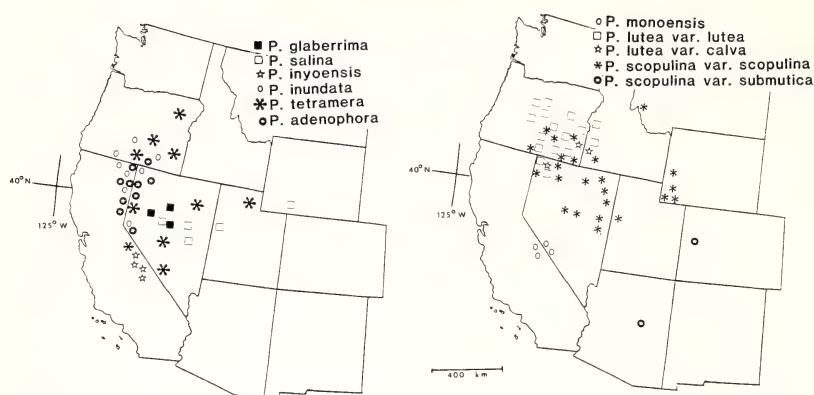 P. glaberrima
P. salina
P. inyoensis
P. inundata
P. tetramera
P. adenophora
40° N
125° W
P. monoensis
P. lutea var. lutea
P. lutea var. calva
P. scopulina var. scopulina
P. scopulina var. submutica
40° N
125° W
400 km